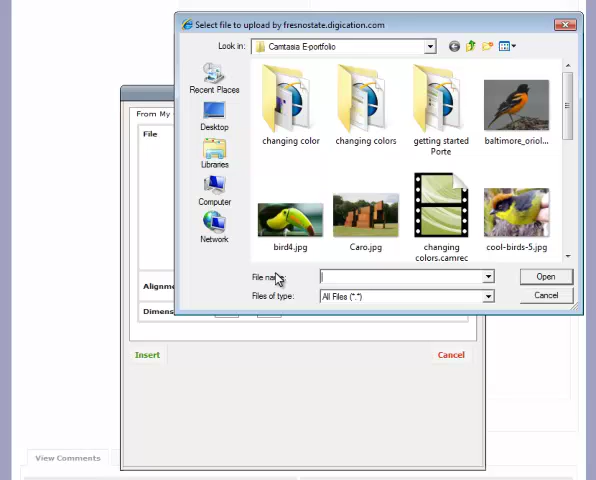 Select file to upload by fresnostate.digication.com
Look in:
Camtasia E-portfolio
Recent Places
Desktop
Libraries
Computer
Network
changing color
changing colors
getting started
Porte
baltimore_oriol...
bird4.jpg
Caro.jpg
changing
colors.camrec
cool-birds-5.jpg
File name:
Open
Files of type:
All Files (*.*)
Cancel
From My
File
Alignme
Dimens
Insert
Cancel
View Comments